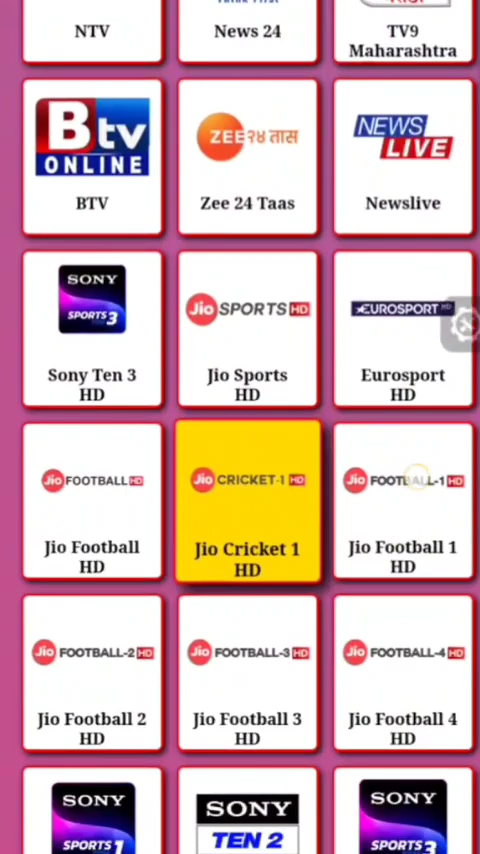 NTV
News 24
TV9
Maharashtra
Btv
ONLINE
ZEE२४ तास
NEWS
LIVE
BTV
Zee 24 Taas
Newslive
SONY
SPORTS 3
Jio SPORTS HD
EUROSPORT HD
Sony Ten 3
HD
Jio Sports
HD
Eurosport
HD
Jio FOOTBALL HD
Jio CRICKET-1 HD
Jio FOOTBALL-1 HD
Jio Football
HD
Jio Cricket 1
HD
Jio Football 1
HD
Jio FOOTBALL-2 HD
Jio FOOTBALL-3 HD
Jio FOOTBALL-4 HD
Jio Football 2
HD
Jio Football 3
HD
Jio Football 4
HD
SONY
SPORTS 1
SONY
TEN 2
SONY
SPORTS 3